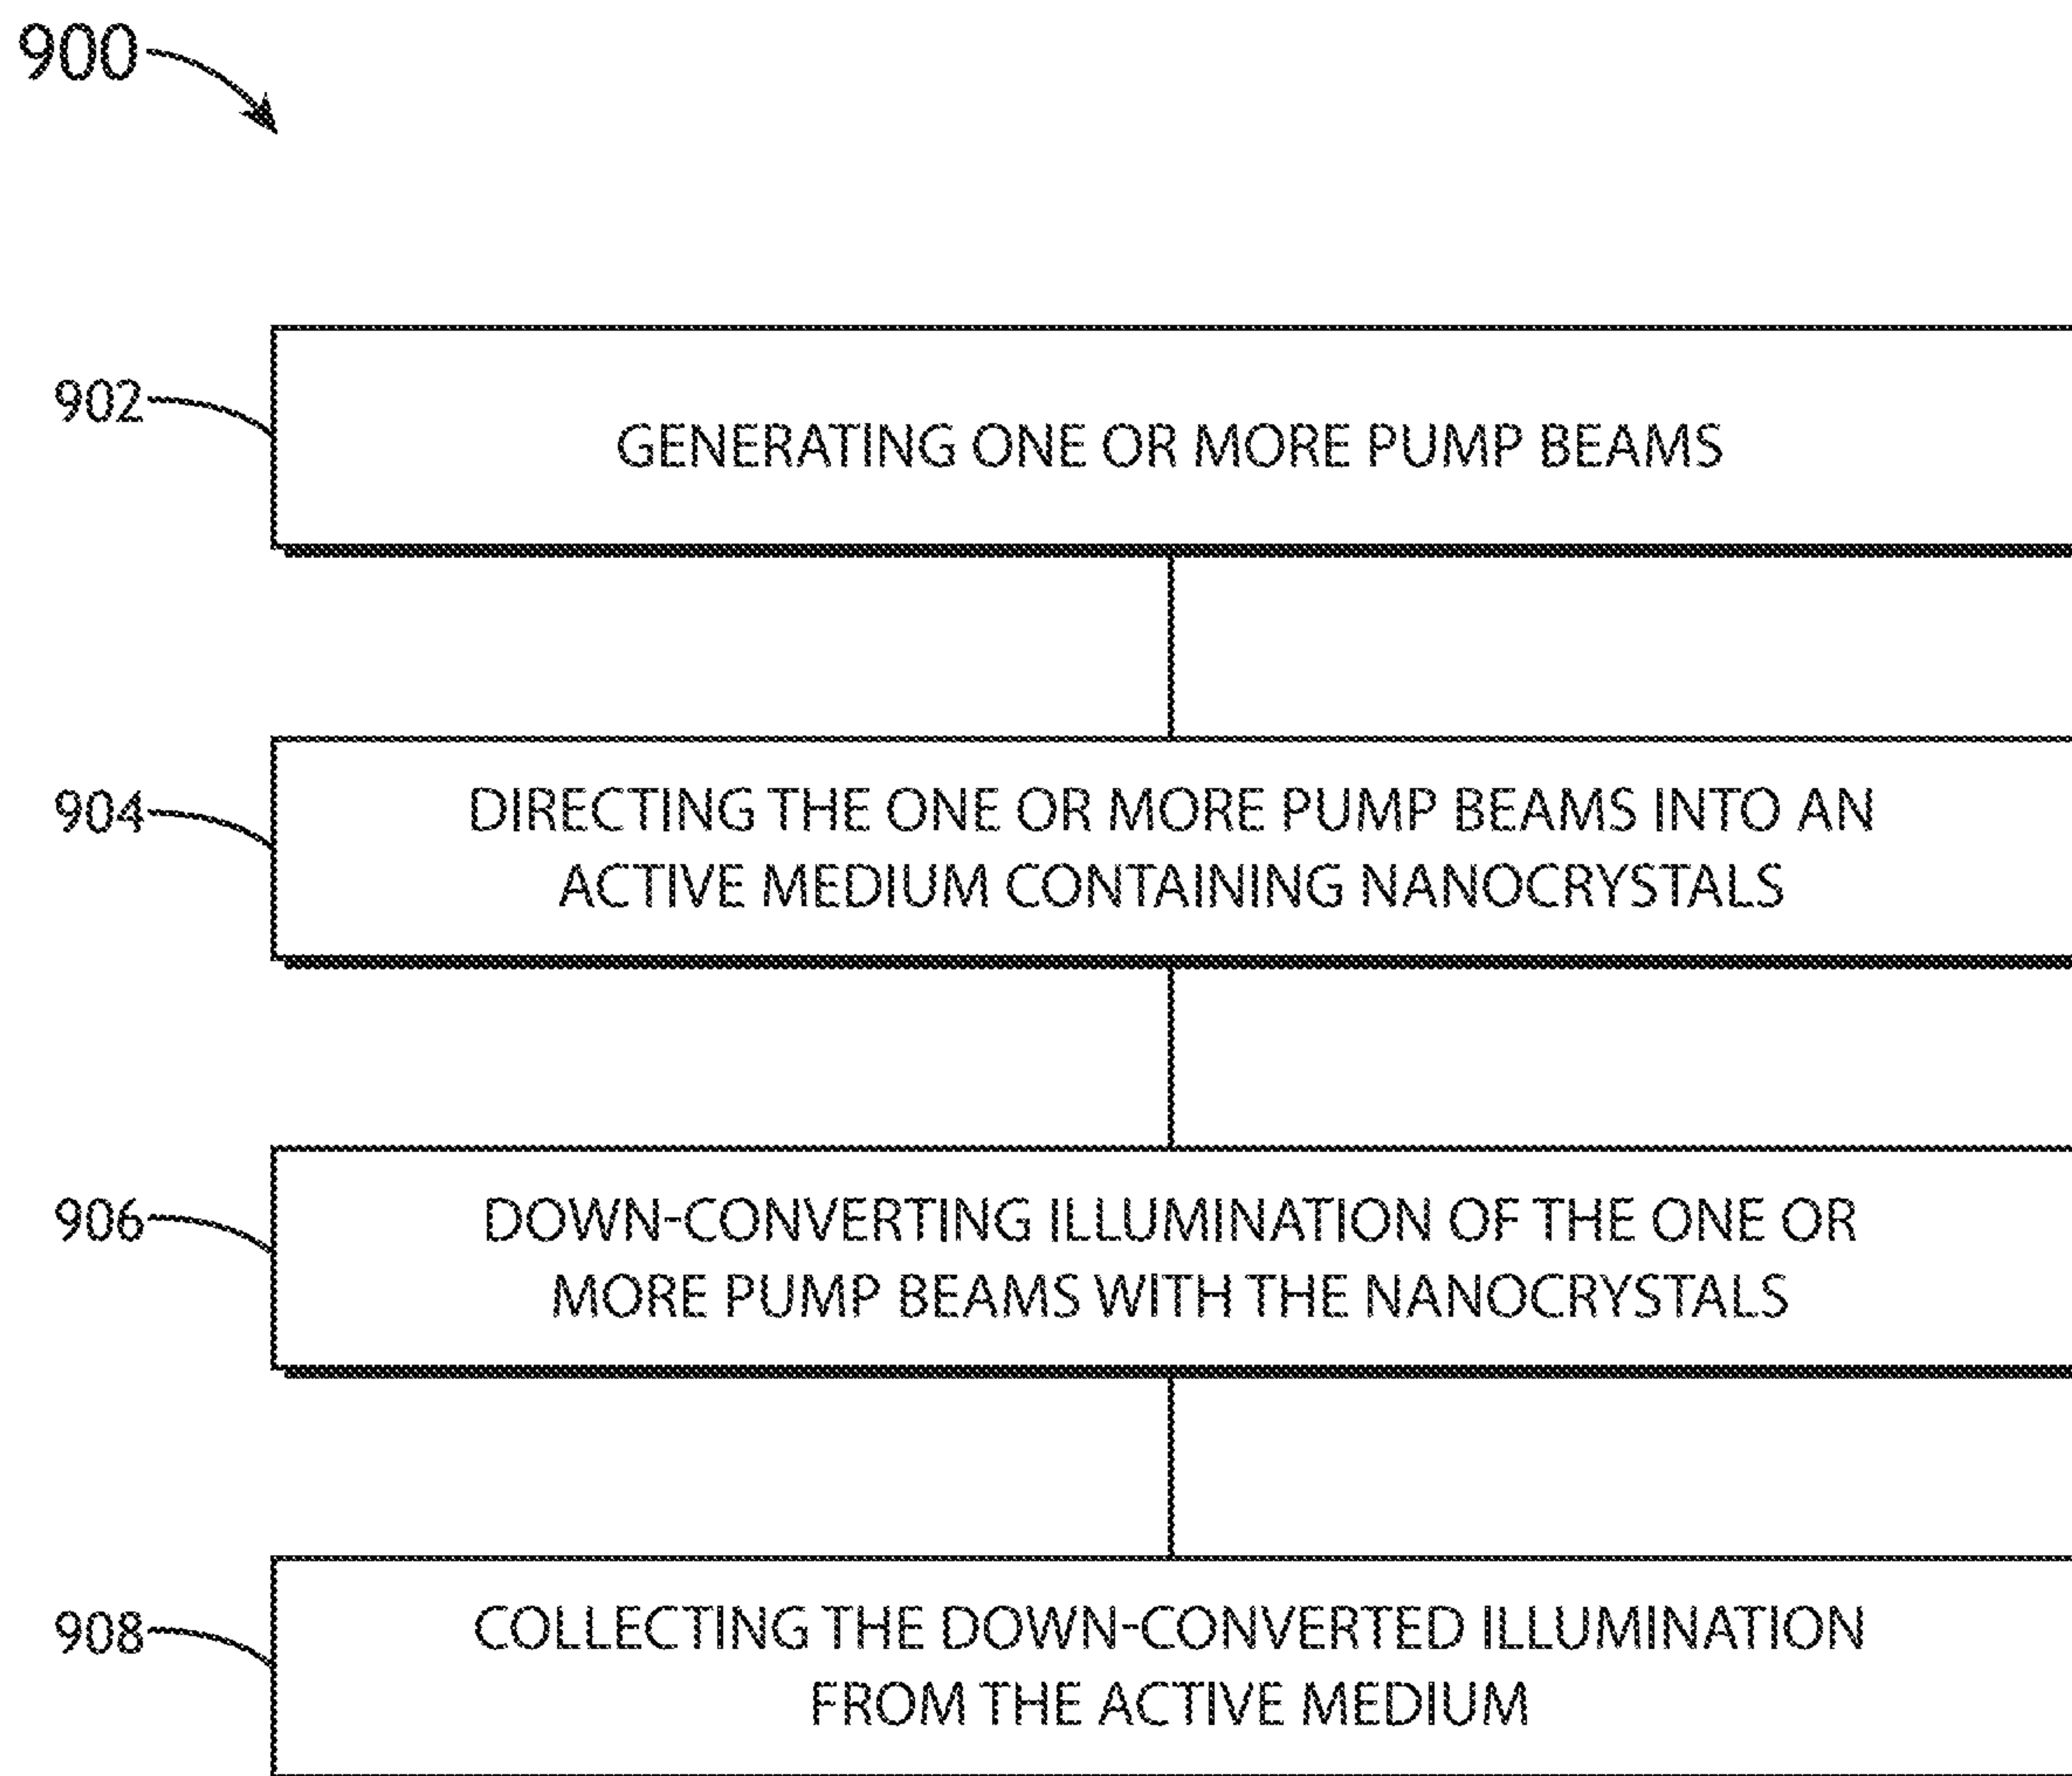 900
902
GENERATING ONE OR MORE PUMP BEAMS
904
DIRECTING THE ONE OR MORE PUMP BEAMS INTO AN
ACTIVE MEDIUM CONTAINING NANOCRYSTALS
906
DOWN-CONVERTING ILLUMINATION OF THE ONE OR
MORE PUMP BEAMS WITH THE NANOCRYSTALS
908
COLLECTING THE DOWN-CONVERTED ILLUMINATION
FROM THE ACTIVE MEDIUM